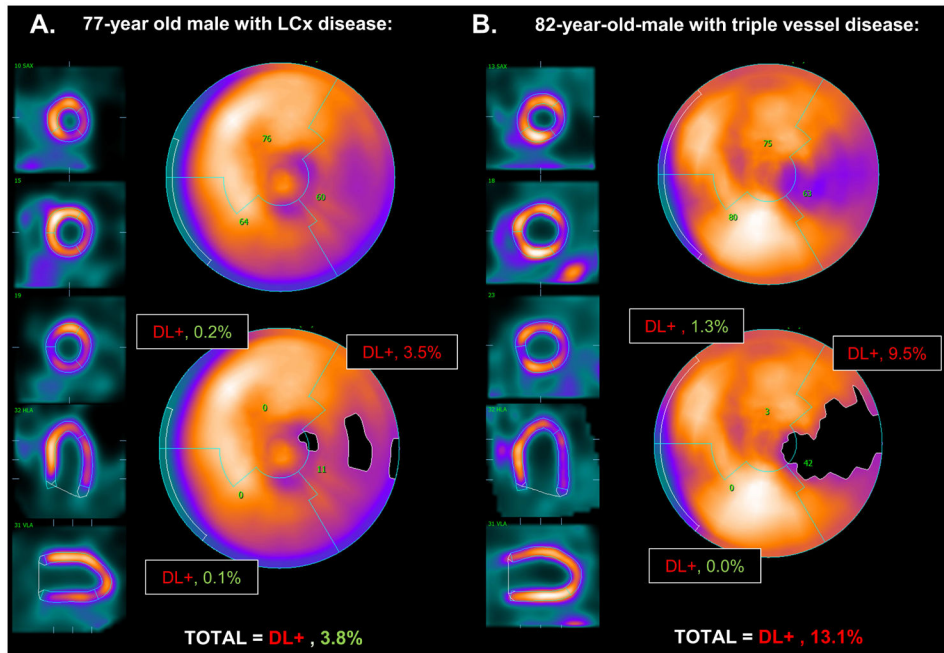 A. 77-year old male with LCx disease:
10 SAX
76
60
64
15
19
DL+, 0.2%
DL+, 3.5%
33 HLA
0
11
0
31 VLA
DL+, 0.1%
TOTAL = DL+ , 3.8%
B. 82-year-old-male with triple vessel disease:
13 SAX
75
63
80
18
23
DL+ , 1.3%
DL+, 9.5%
3
42
0
31 VLA
DL+, 0.0%
TOTAL = DL+ , 13.1%